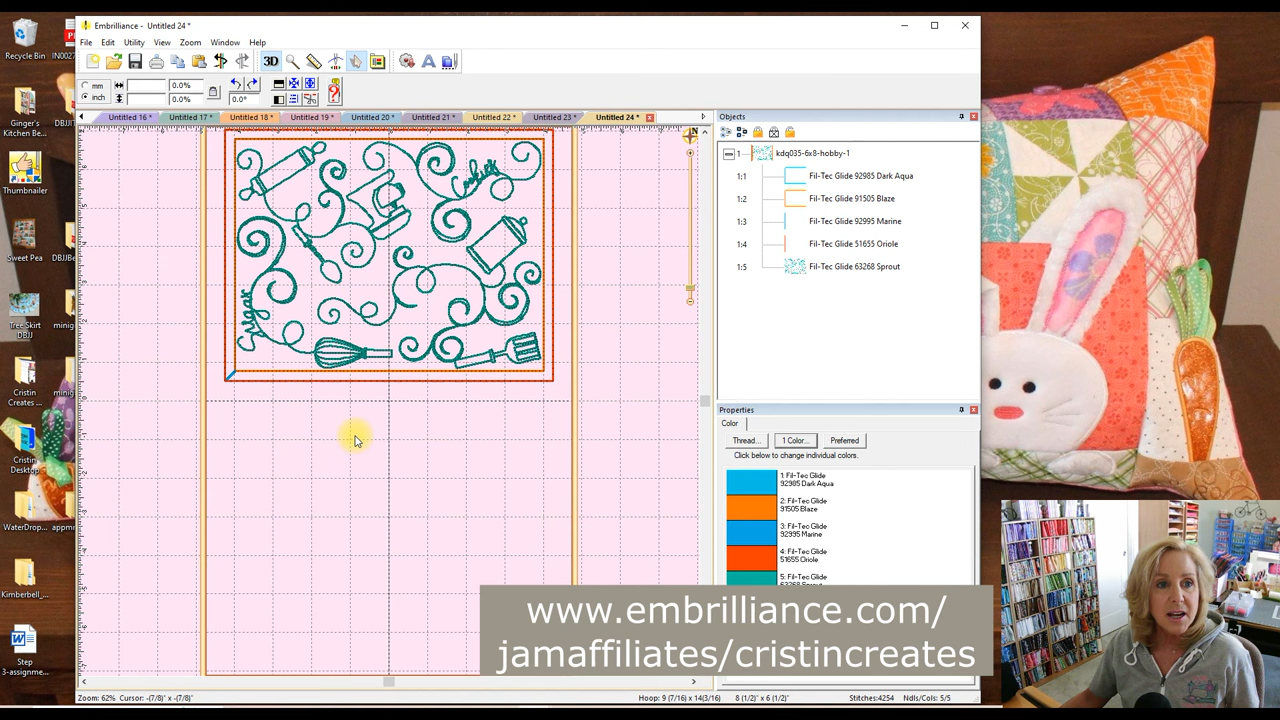 Recycle Bin
IN0027
Embrilliance - Untitled 24 *
File Edit Utility View Zoom Window Help
3D
mm
inch
0.0%
0.0%
0.0°
Untitled 16 * Untitled 17 * Untitled 18 * Untitled 19 * Untitled 20 * Untitled 21 * Untitled 22 * Untitled 23 * Untitled 24 *
N
Cookies
Sugar
Objects
1 kdq035-6x8-hobby-1
1:1 Fil-Tec Glide 92985 Dark Aqua
1:2 Fil-Tec Glide 91505 Blaze
1:3 Fil-Tec Glide 92995 Marine
1:4 Fil-Tec Glide 51655 Oriole
1:5 Fil-Tec Glide 63268 Sprout
Properties
Color
Thread... 1 Color... Preferred
Click below to change individual colors.
1: Fil-Tec Glide
92985 Dark Aqua
2: Fil-Tec Glide
91505 Blaze
3: Fil-Tec Glide
92995 Marine
4: Fil-Tec Glide
51655 Oriole
5: Fil-Tec Glide
Ginger's
Kitchen Be...
Thumbnailer
Sweet Pea
Tree Skirt
DBJJ
Cristin
Creates ...
Cristin
Desktop
WaterDrop...
Kimberbell_...
Step
3-assignme...
www.embrilliance.com/
jamaffiliates/cristincreates
Zoom: 62% Cursor: -(7/8)" x -(7/8)" Hoop: 9 (7/16) x 14(3/16) 8 (1/2)" x 6 (1/2)" Stitches:4254 Ndls/Cols: 5/5